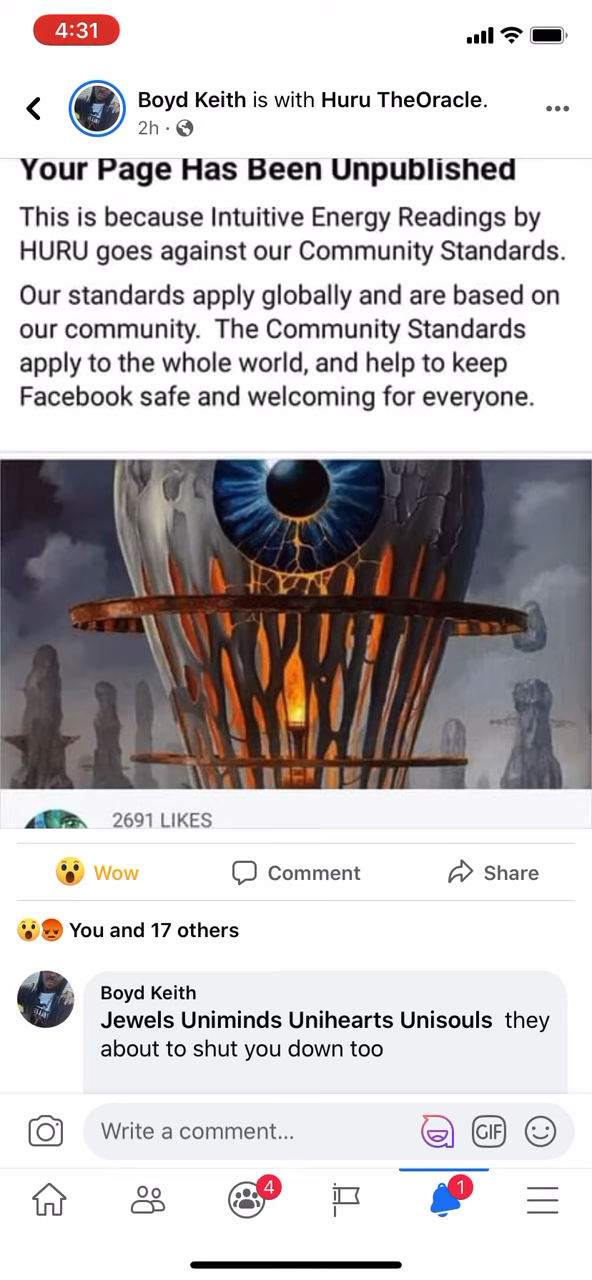 4:31
Boyd Keith is with Huru TheOracle.
2h ·
Your Page Has Been Unpublished
This is because Intuitive Energy Readings by
HURU goes against our Community Standards.
Our standards apply globally and are based on
our community. The Community Standards
apply to the whole world, and help to keep
Facebook safe and welcoming for everyone.
2691 LIKES
Wow
Comment
Share
You and 17 others
Boyd Keith
Jewels Uniminds Unihearts Unisouls they
about to shut you down too
Write a comment...
GIF
4
1